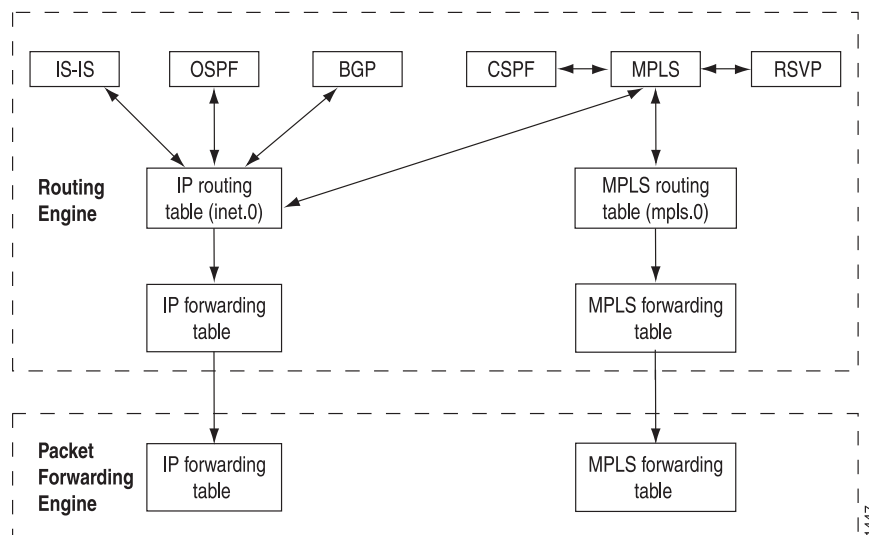 IS-IS
OSPF
BGP
CSPF
MPLS
RSVP
Routing
Engine
IP routing
table (inet.0)
MPLS routing
table (mpls.0)
IP forwarding
table
MPLS forwarding
table
Packet
Forwarding
Engine
IP forwarding
table
MPLS forwarding
table
1447